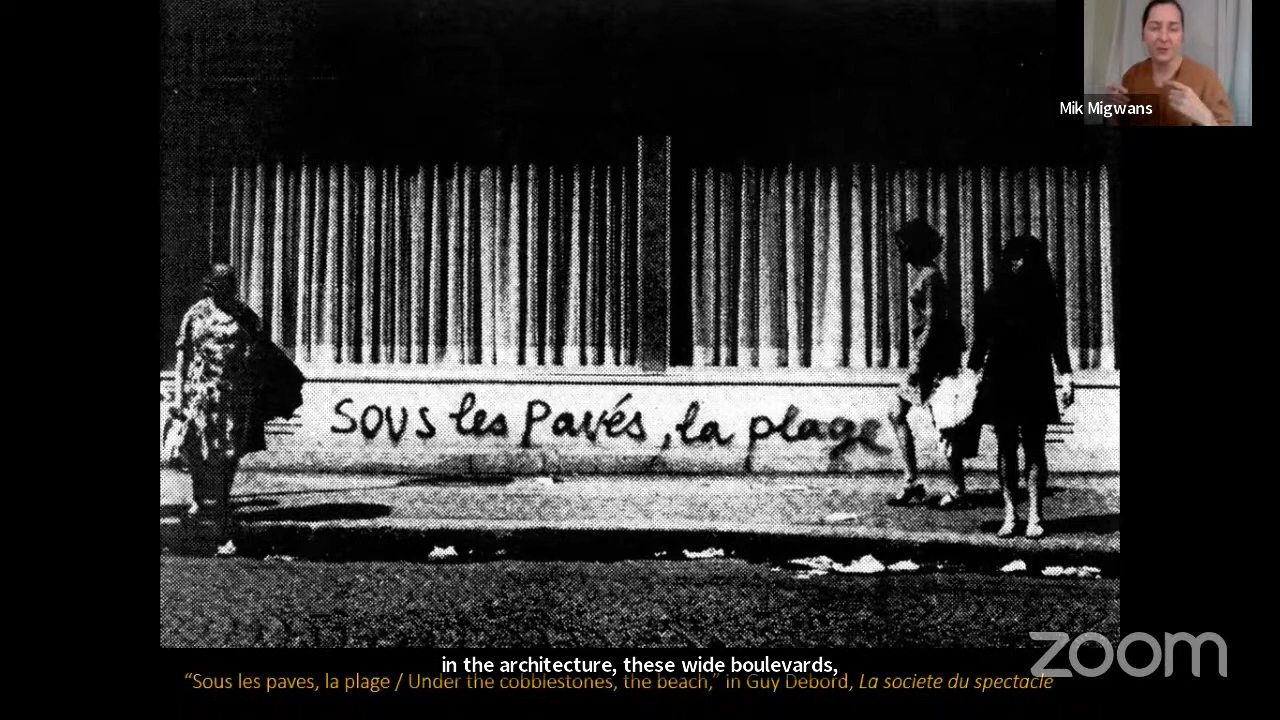 Mik Migwans
sous les Pavés, la plage
zoom
in the architecture, these wide boulevards,
“Sous les paves, la plage / Under the cobblestones, the beach,” in Guy Debord, La societe du spectacle